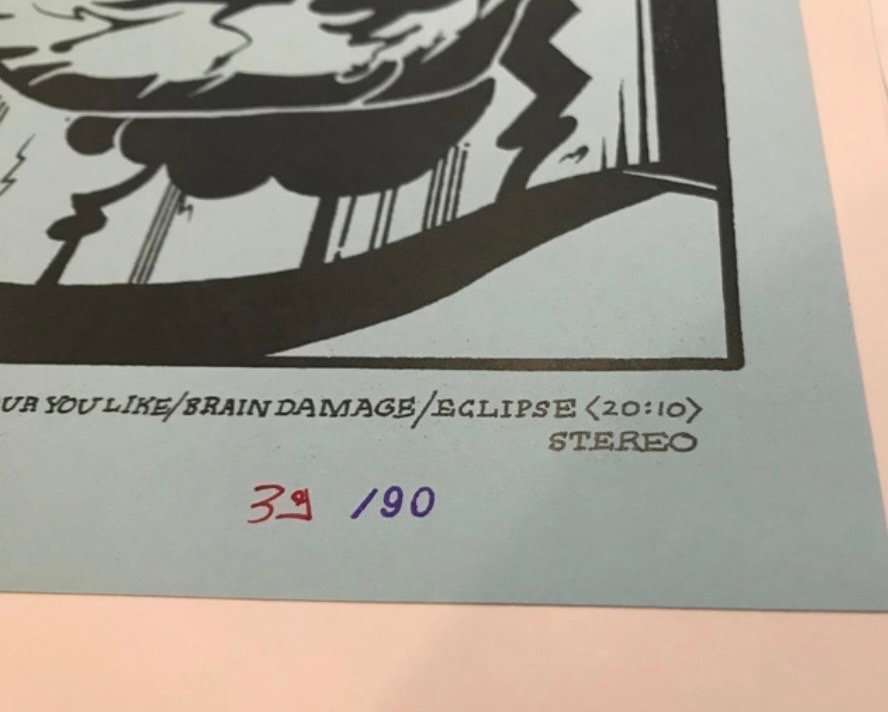 UR YOU LIKE/BRAIN DAMAGE/ECLIPSE <20:10>
STEREO
39 /90